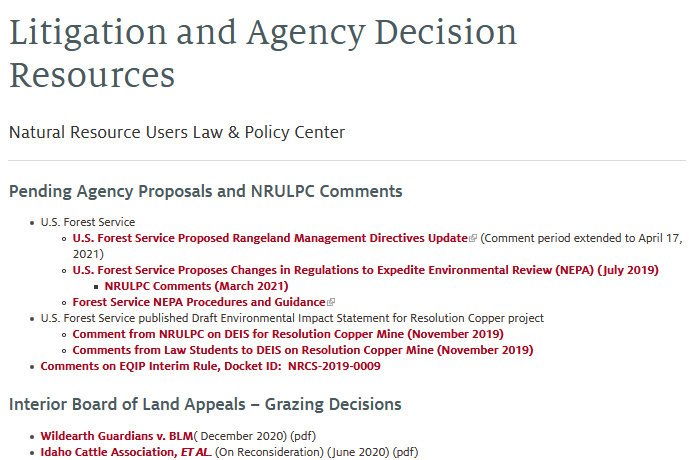 Litigation and Agency Decision
Resources
Natural Resource Users Law & Policy Center
Pending Agency Proposals and NRULPC Comments
U.S. Forest Service
U.S. Forest Service Proposed Rangeland Management Directives Update (Comment period extended to April 17,
2021)
U.S. Forest Service Proposes Changes in Regulations to Expedite Environmental Review (NEPA) (July 2019)
NRULPC Comments (March 2021)
Forest Service NEPA Procedures and Guidance
U.S. Forest Service published Draft Environmental Impact Statement for Resolution Copper project
Comment from NRULPC on DEIS for Resolution Copper Mine (November 2019)
Comments from Law Students to DEIS on Resolution Copper Mine (November 2019)
Comments on EQIP Interim Rule, Docket ID:  NRCS-2019-0009
Interior Board of Land Appeals – Grazing Decisions
Wildearth Guardians v. BLM( December 2020) (pdf)
Idaho Cattle Association, ET AL. (On Reconsideration) (June 2020) (pdf)